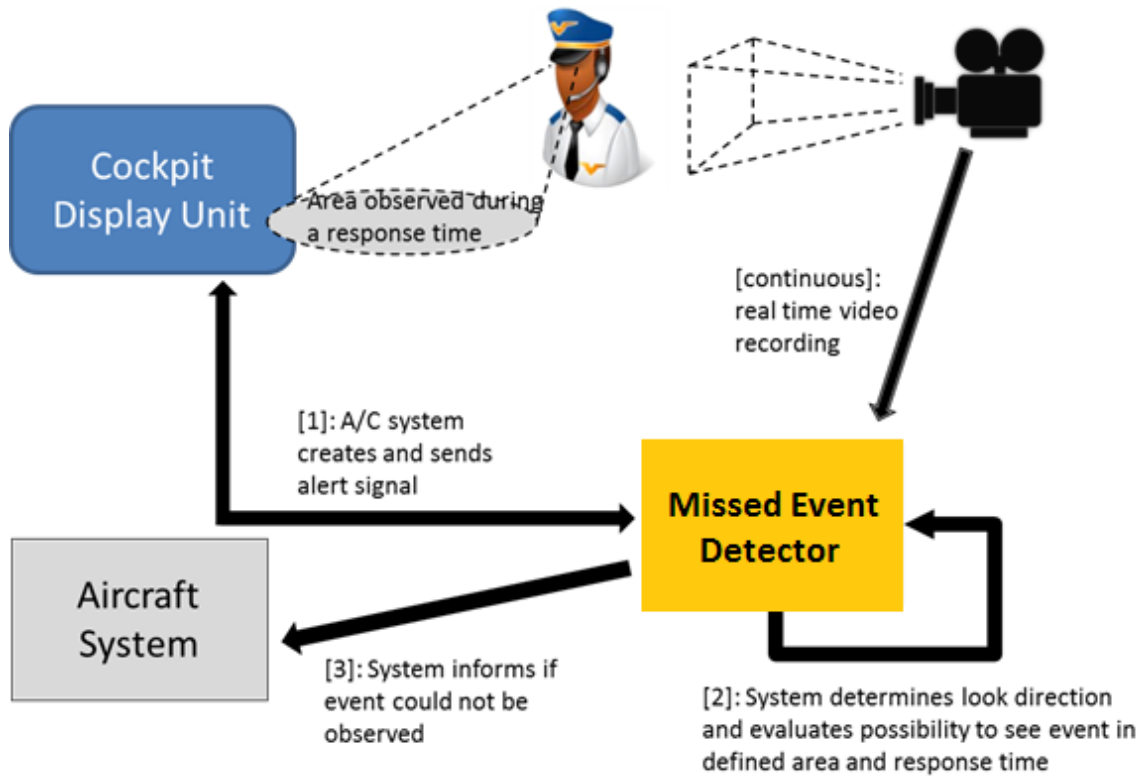 Cockpit
Display Unit
Area observed during
a response time
[continuous]:
real time video
recording
[1]: A/C system
creates and sends
alert signal
Missed Event
Detector
Aircraft
System
[3]: System informs if
event could not be
observed
[2]: System determines look direction
and evaluates possibility to see event in
defined area and response time